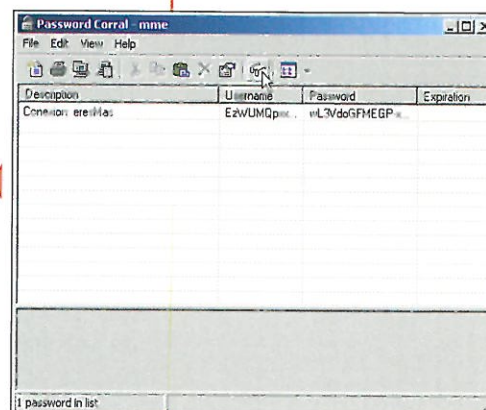 Password Corral - mme
File Edit View Help
Description Username Password Expiration
EzWUMQp... wL3VdoGFMEGP...
1 password in list